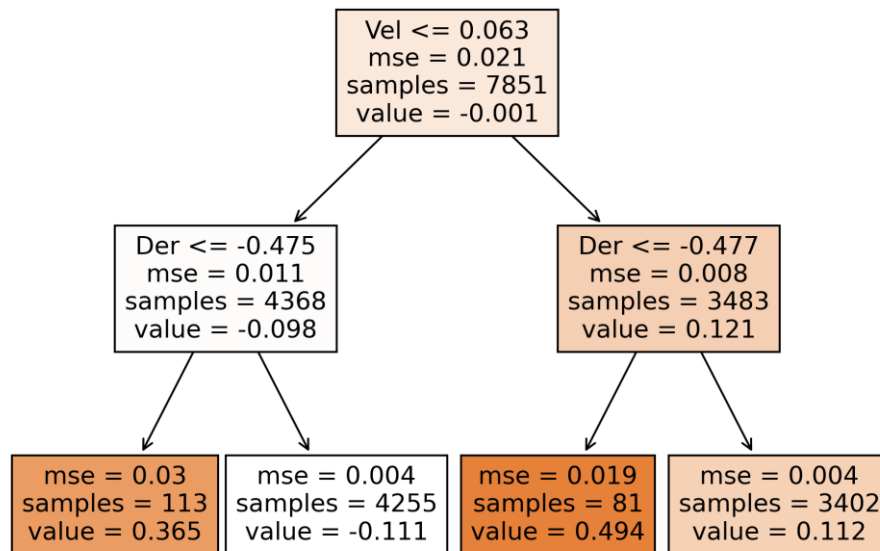 Vel <= 0.063
mse = 0.021
samples = 7851
value = -0.001
Der <= -0.475
mse = 0.011
samples = 4368
value = -0.098
Der <= -0.477
mse = 0.008
samples = 3483
value = 0.121
mse = 0.03
samples = 113
value = 0.365
mse = 0.004
samples = 4255
value = -0.111
mse = 0.019
samples = 81
value = 0.494
mse = 0.004
samples = 3402
value = 0.112